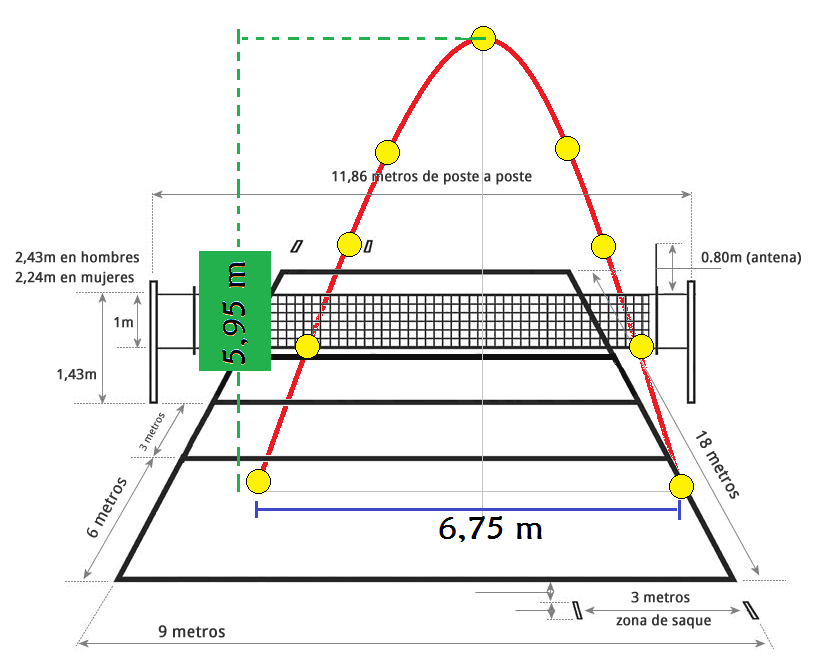 11,86 metros de poste a poste
2,43m en hombres
2,24m en mujeres
0.80m (antena)
1m
5,95 m
1,43m
3 metros
18 metros
6 metros
6,75 m
3 metros
zona de saque
9 metros